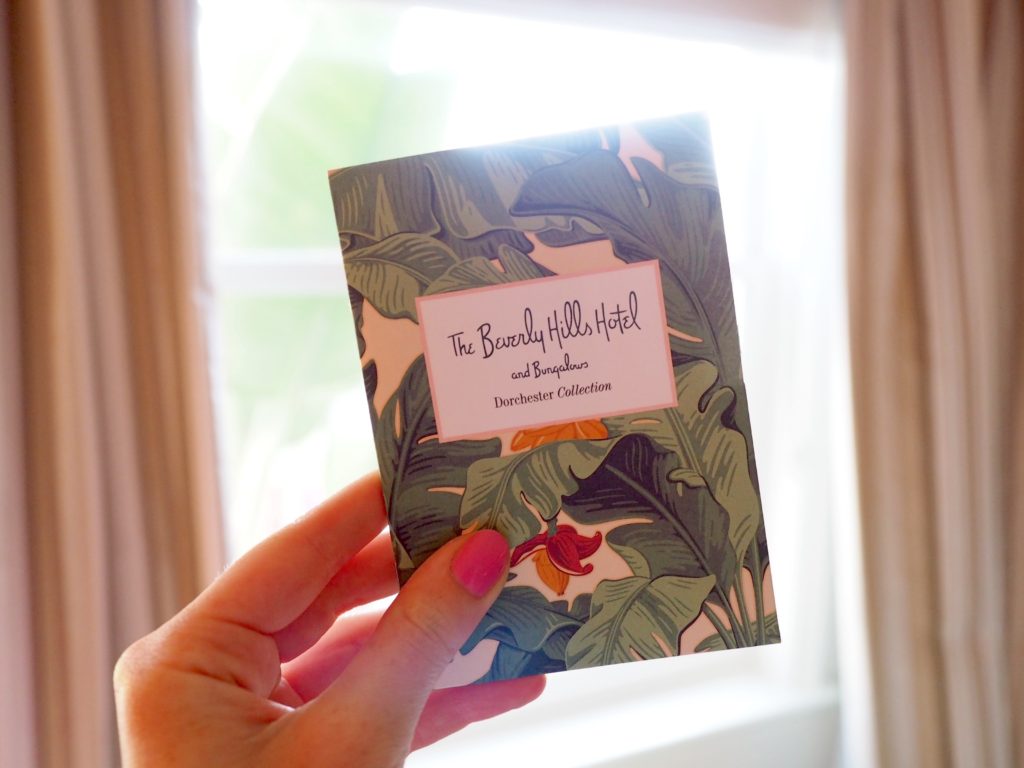 The Beverly Hills Hotel
and Bungalows
Dorchester Collection